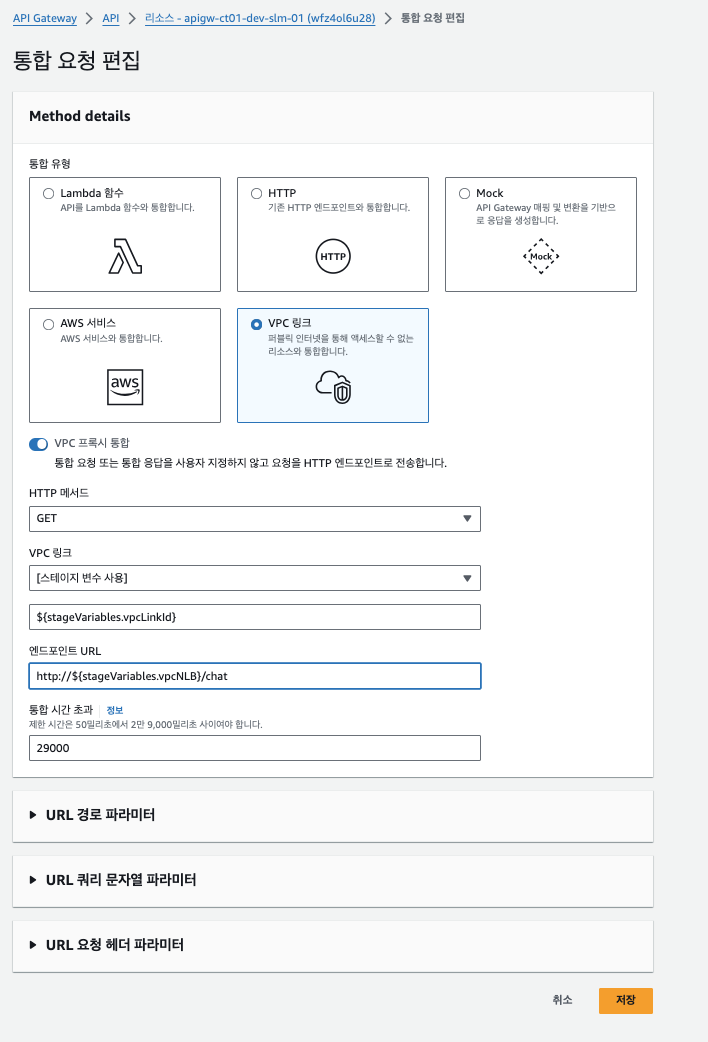 API Gateway > API > 리소스 - apigw-ct01-dev-slm-01 (wfz4ol6u28) > 통합 요청 편집
통합 요청 편집
Method details
통합 유형
Lambda 함수
API를 Lambda 함수와 통합합니다.
HTTP
기존 HTTP 엔드포인트와 통합합니다.
HTTP
Mock
API Gateway 매핑 및 변환을 기반으
로 응답을 생성합니다.
Mock
AWS 서비스
AWS 서비스와 통합합니다.
aws
VPC 링크
퍼블릭 인터넷을 통해 액세스할 수 없는
리소스와 통합합니다.
VPC 프록시 통합
통합 요청 또는 통합 응답을 사용자 지정하지 않고 요청을 HTTP 엔드포인트로 전송합니다.
HTTP 메서드
GET
VPC 링크
[스테이지 변수 사용]
${stageVariables.vpcLinkId}
엔드포인트 URL
http://${stageVariables.vpcNLB}/chat
통합 시간 초과 정보
제한 시간은 50밀리초에서 2만 9,000밀리초 사이여야 합니다.
29000
URL 경로 파라미터
URL 쿼리 문자열 파라미터
URL 요청 헤더 파라미터
취소 저장